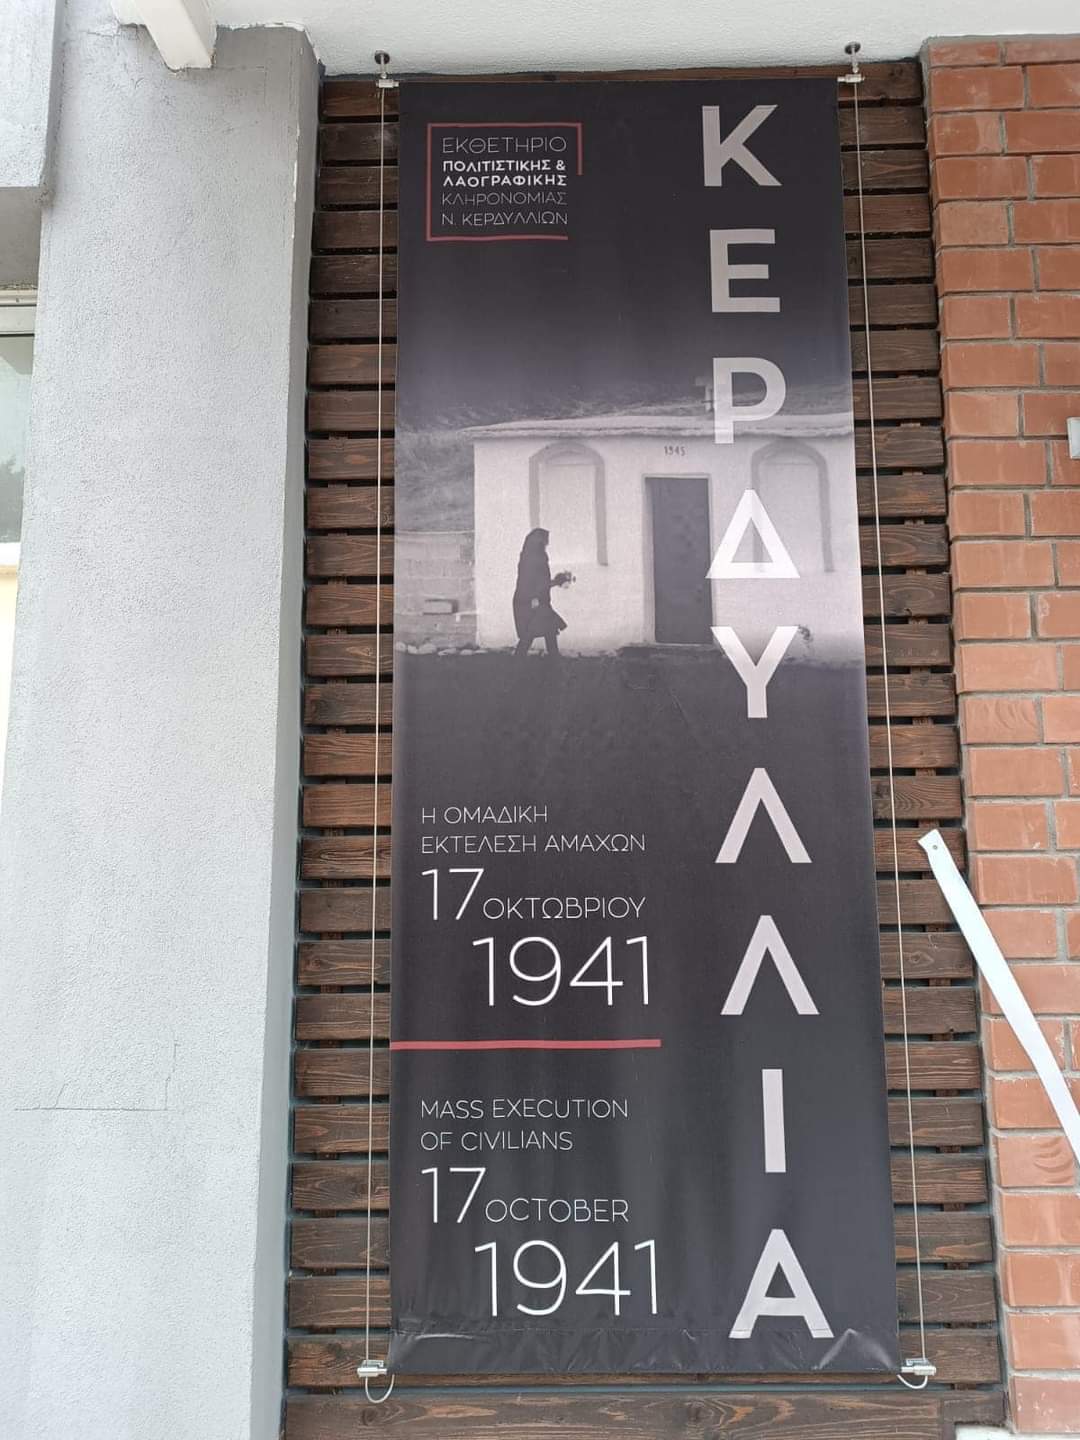 ΕΚΘΕΤΗΡΙΟ
ΠΟΛΙΤΙΣΤΙΚΗΣ &
ΛΑΟΓΡΑΦΙΚΗΣ
ΚΛΗΡΟΝΟΜΙΑΣ
Ν. ΚΕΡΔΥΛΛΙΩΝ
ΚΕΡΔΥΛΛΙΑ
1945
Η ΟΜΑΔΙΚΗ
ΕΚΤΕΛΕΣΗ ΑΜΑΧΩΝ
17 ΟΚΤΩΒΡΙΟΥ
1941
MASS EXECUTION
OF CIVILIANS
17 OCTOBER
1941